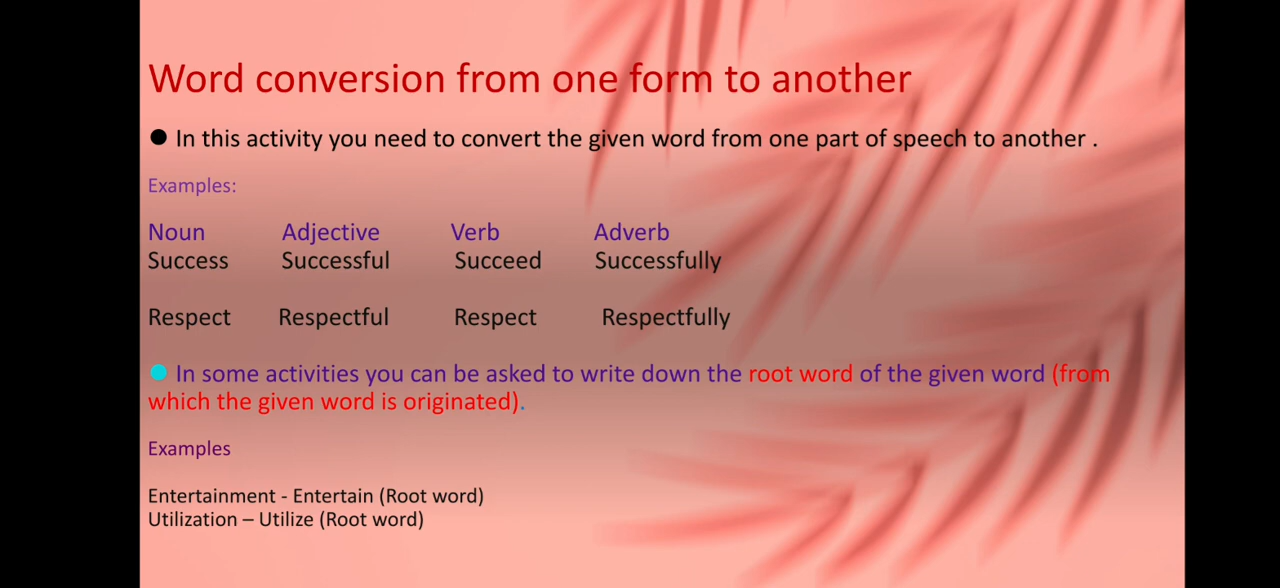 Word conversion from one form to another
● In this activity you need to convert the given word from one part of speech to another .
Examples:
Noun Adjective Verb Adverb
Success Successful Succeed Successfully
Respect Respectful Respect Respectfully
● In some activities you can be asked to write down the root word of the given word (from
which the given word is originated).
Examples
Entertainment - Entertain (Root word)
Utilization – Utilize (Root word)